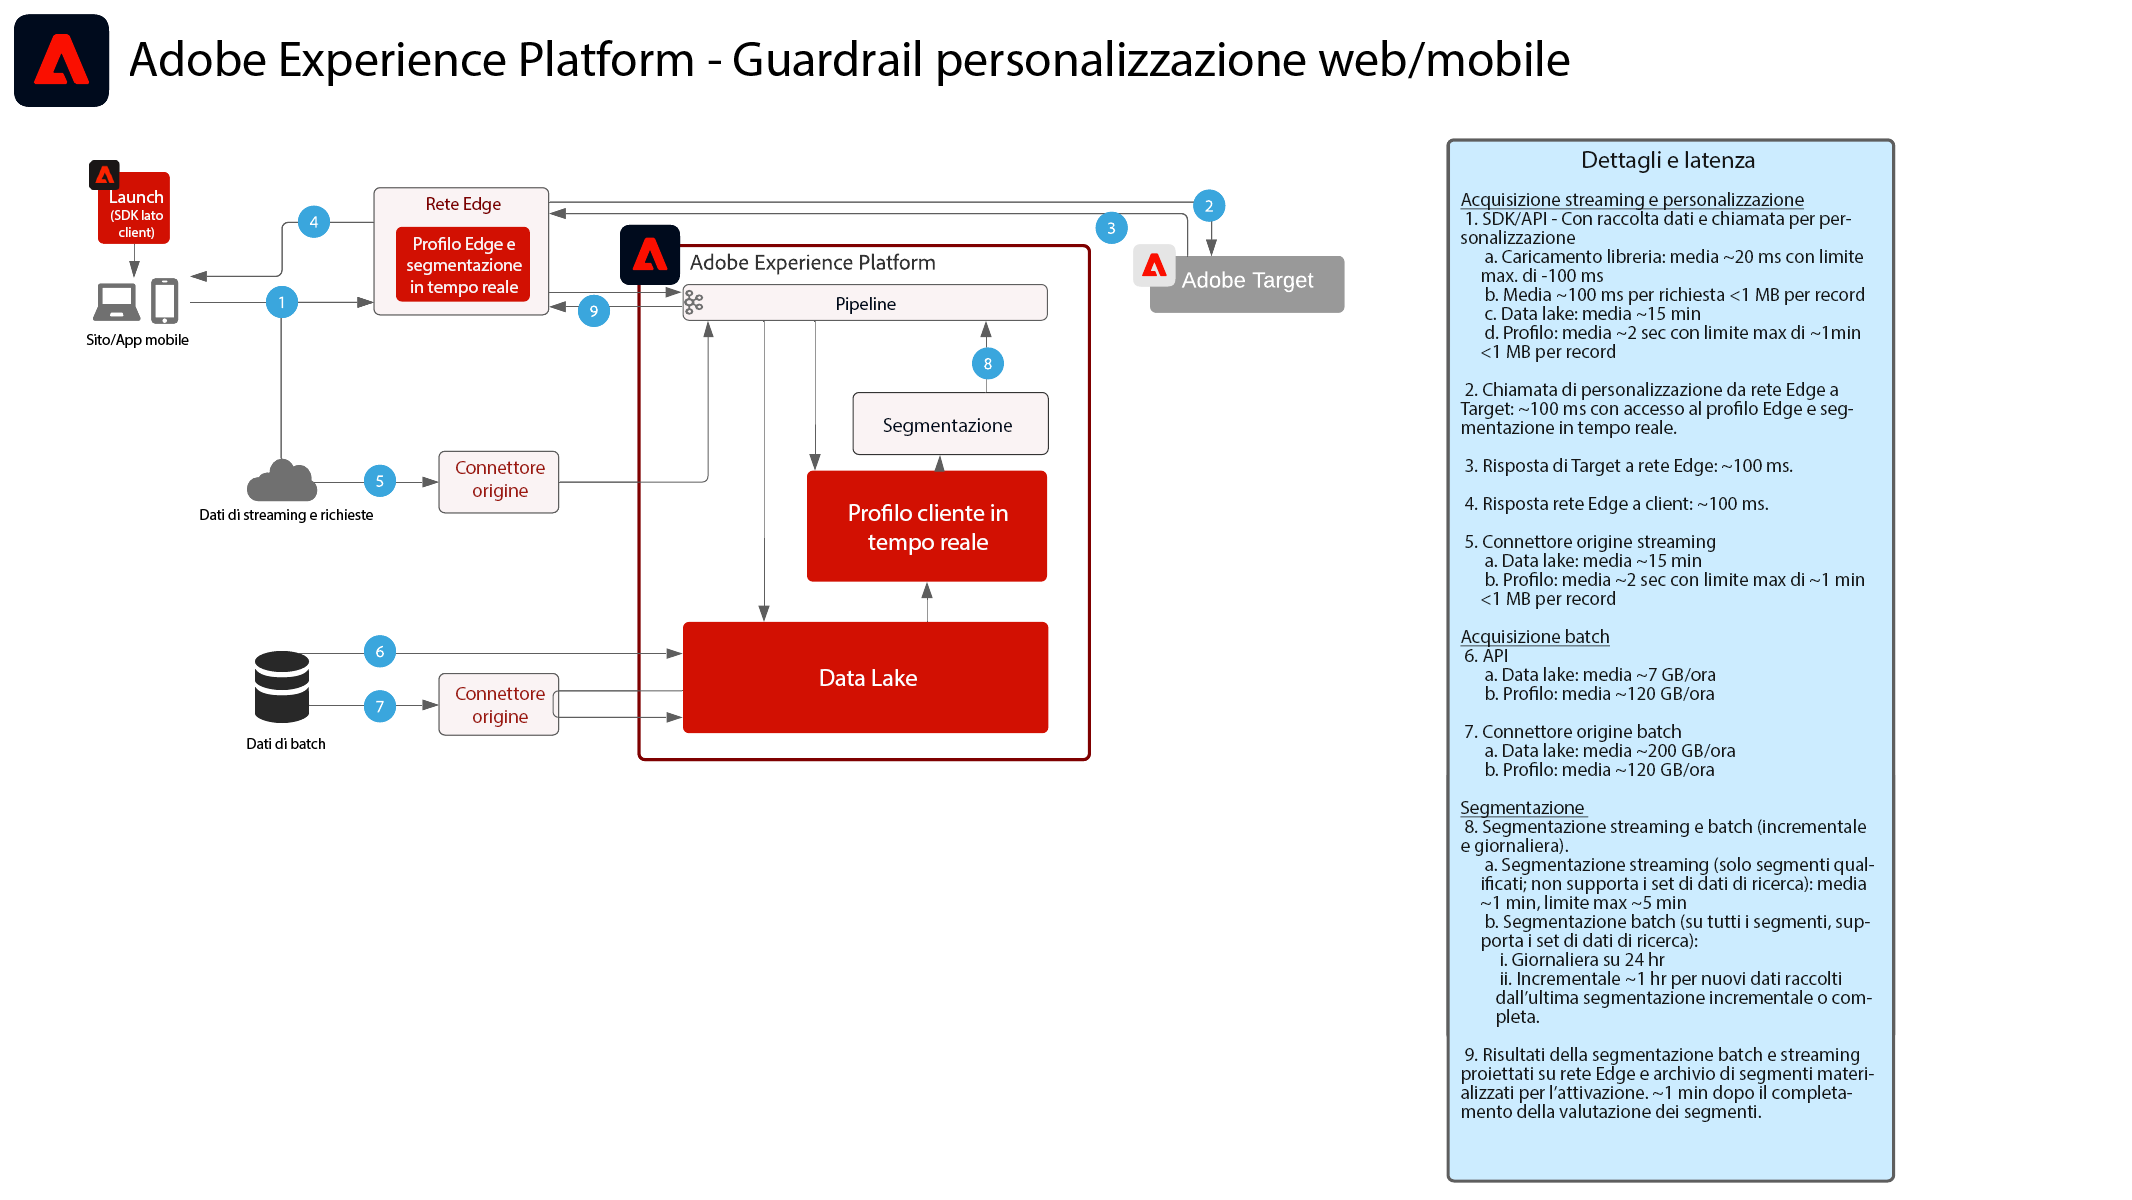 Adobe Experience Platform - Guardrail personalizzazione web/mobile
Launch
(SDK lato
client)
Sito/App mobile
4
1
Rete Edge
Profilo Edge e
segmentazione
in tempo reale
2
3
Adobe Target
9
Adobe Experience Platform
Pipeline
8
Segmentazione
Profilo cliente in
tempo reale
Data Lake
Dati di streaming e richieste
5
Connettore
origine
6
7
Connettore
origine
Dati di batch
Dettagli e latenza
Acquisizione streaming e personalizzazione
1. SDK/API - Con raccolta dati e chiamata per per-
sonalizzazione
a. Caricamento libreria: media ~20 ms con limite
max. di -100 ms
b. Media ~100 ms per richiesta <1 MB per record
c. Data lake: media ~15 min
d. Profilo: media ~2 sec con limite max di ~1min
<1 MB per record
2. Chiamata di personalizzazione da rete Edge a
Target: ~100 ms con accesso al profilo Edge e seg-
mentazione in tempo reale.
3. Risposta di Target a rete Edge: ~100 ms.
4. Risposta rete Edge a client: ~100 ms.
5. Connettore origine streaming
a. Data lake: media ~15 min
b. Profilo: media ~2 sec con limite max di ~1 min
<1 MB per record
Acquisizione batch
6. API
a. Data lake: media ~7 GB/ora
b. Profilo: media ~120 GB/ora
7. Connettore origine batch
a. Data lake: media ~200 GB/ora
b. Profilo: media ~120 GB/ora
Segmentazione
8. Segmentazione streaming e batch (incrementale
e giornaliera).
a. Segmentazione streaming (solo segmenti qual-
ificati; non supporta i set di dati di ricerca): media
~1 min, limite max ~5 min
b. Segmentazione batch (su tutti i segmenti, sup-
porta i set di dati di ricerca):
i. Giornaliera su 24 hr
ii. Incrementale ~1 hr per nuovi dati raccolti
dall’ultima segmentazione incrementale o com-
pleta.
9. Risultati della segmentazione batch e streaming
proiettati su rete Edge e archivio di segmenti materi-
alizzati per l’attivazione. ~1 min dopo il completa-
mento della valutazione dei segmenti.